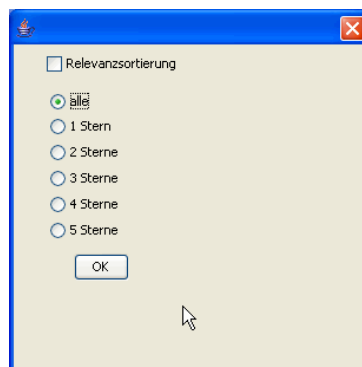 Relevanzsortierung
alle
1 Stern
2 Sterne
3 Sterne
4 Sterne
5 Sterne
OK